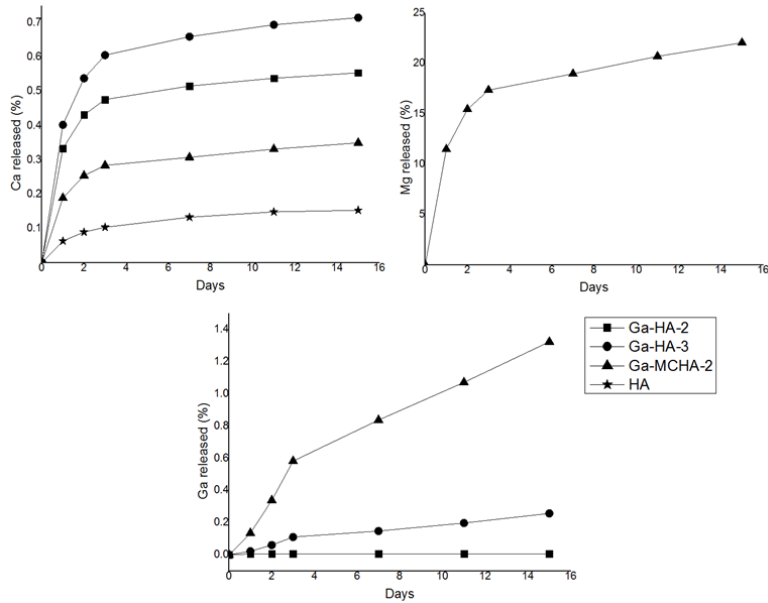 Ca released (%)
0.7
0.6
0.5
0.4
0.3
0.2
0.1
0 2 4 6 8 10 12 14 16
Days
Mg released (%)
25
20
15
10
5
0 2 4 6 8 10 12 14 16
Days
Ga released (%)
1.4
1.2
1.0
0.8
0.6
0.4
0.2
0.0
0 2 4 6 8 10 12 14 16
Days
Ga-HA-2
Ga-HA-3
Ga-MCHA-2
HA